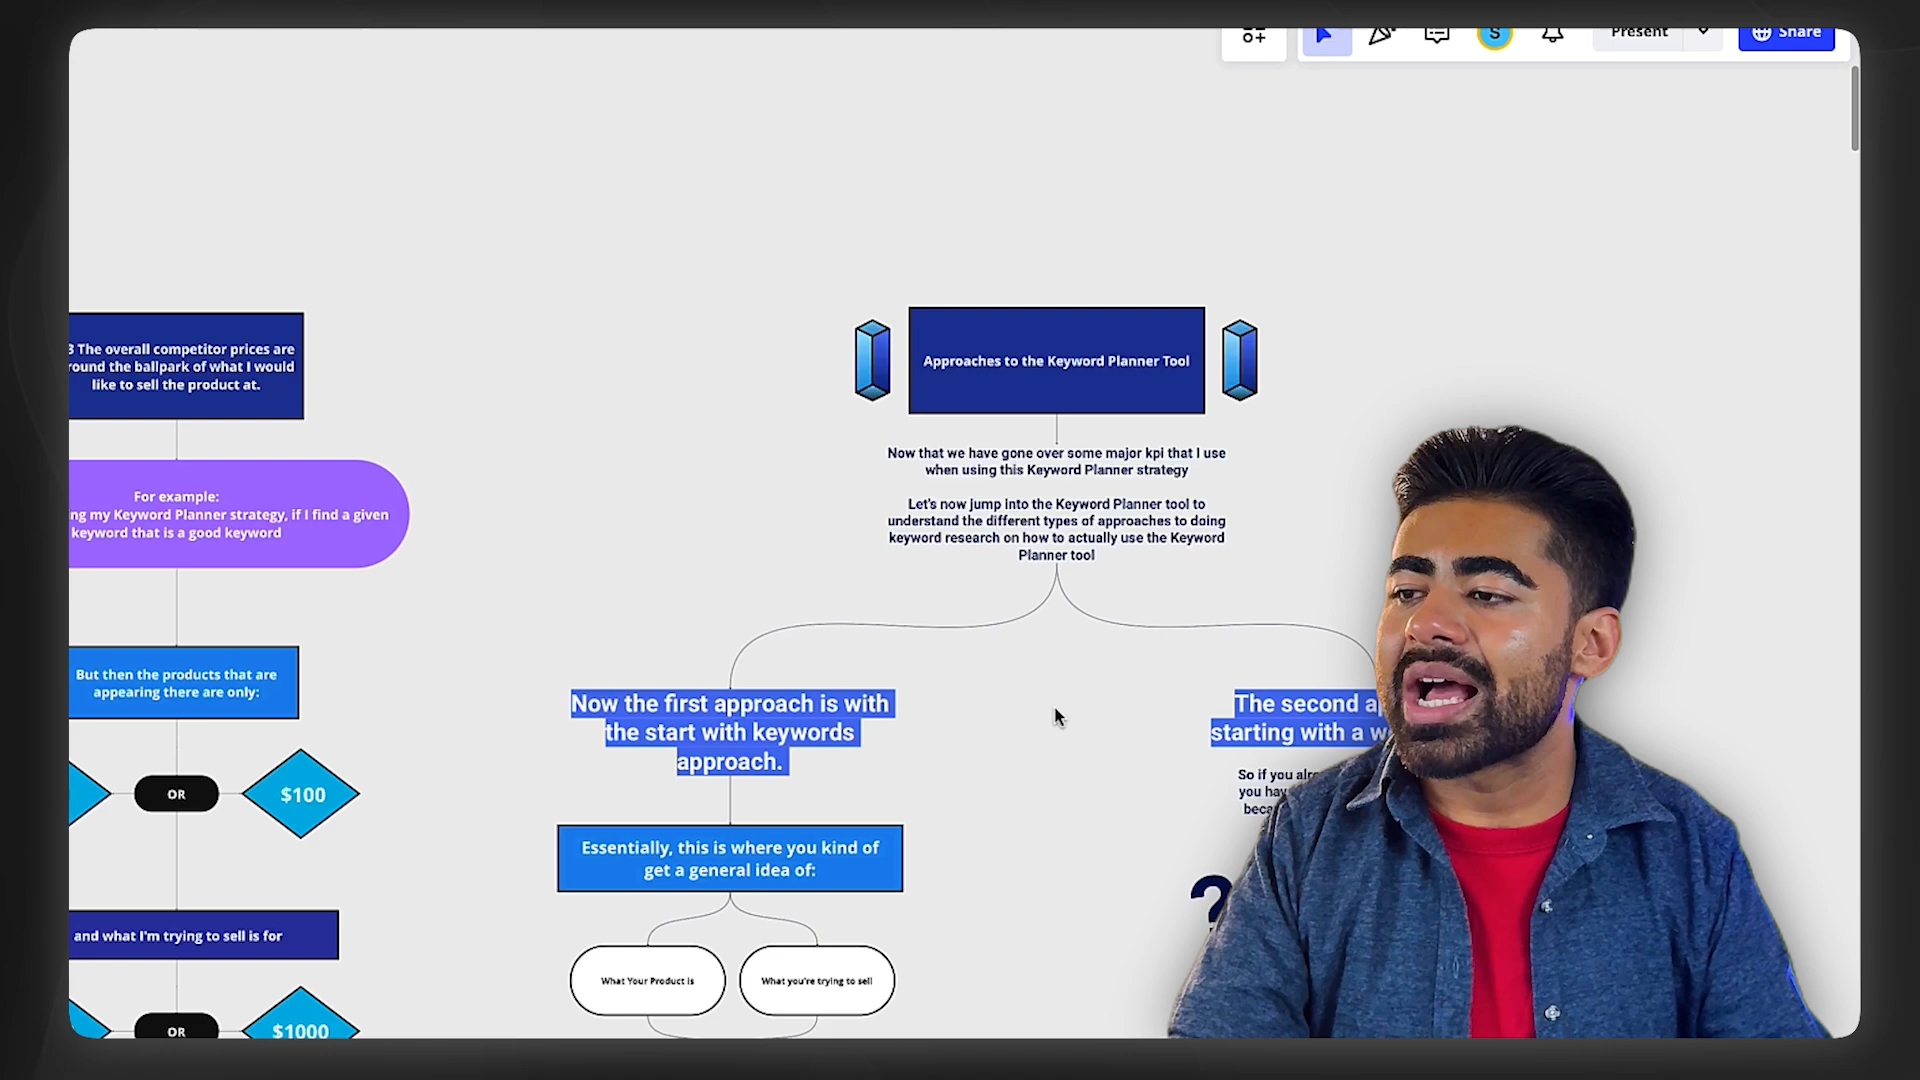 Present
S
Share
3 The overall competitor prices are
round the ballpark of what I would
like to sell the product at.
For example:
ng my Keyword Planner strategy, if I find a given
keyword that is a good keyword
But then the products that are
appearing there are only:
OR
$100
and what I'm trying to sell is for
OR
$1000
Approaches to the Keyword Planner Tool
Now that we have gone over some major kpi that I use
when using this Keyword Planner strategy
Let's now jump into the Keyword Planner tool to
understand the different types of approaches to doing
keyword research on how to actually use the Keyword
Planner tool
Now the first approach is with
the start with keywords
approach.
Essentially, this is where you kind of
get a general idea of:
What Your Product is
What you're trying to sell
The second a
starting with a w
So if you alr
you hav
beca
?